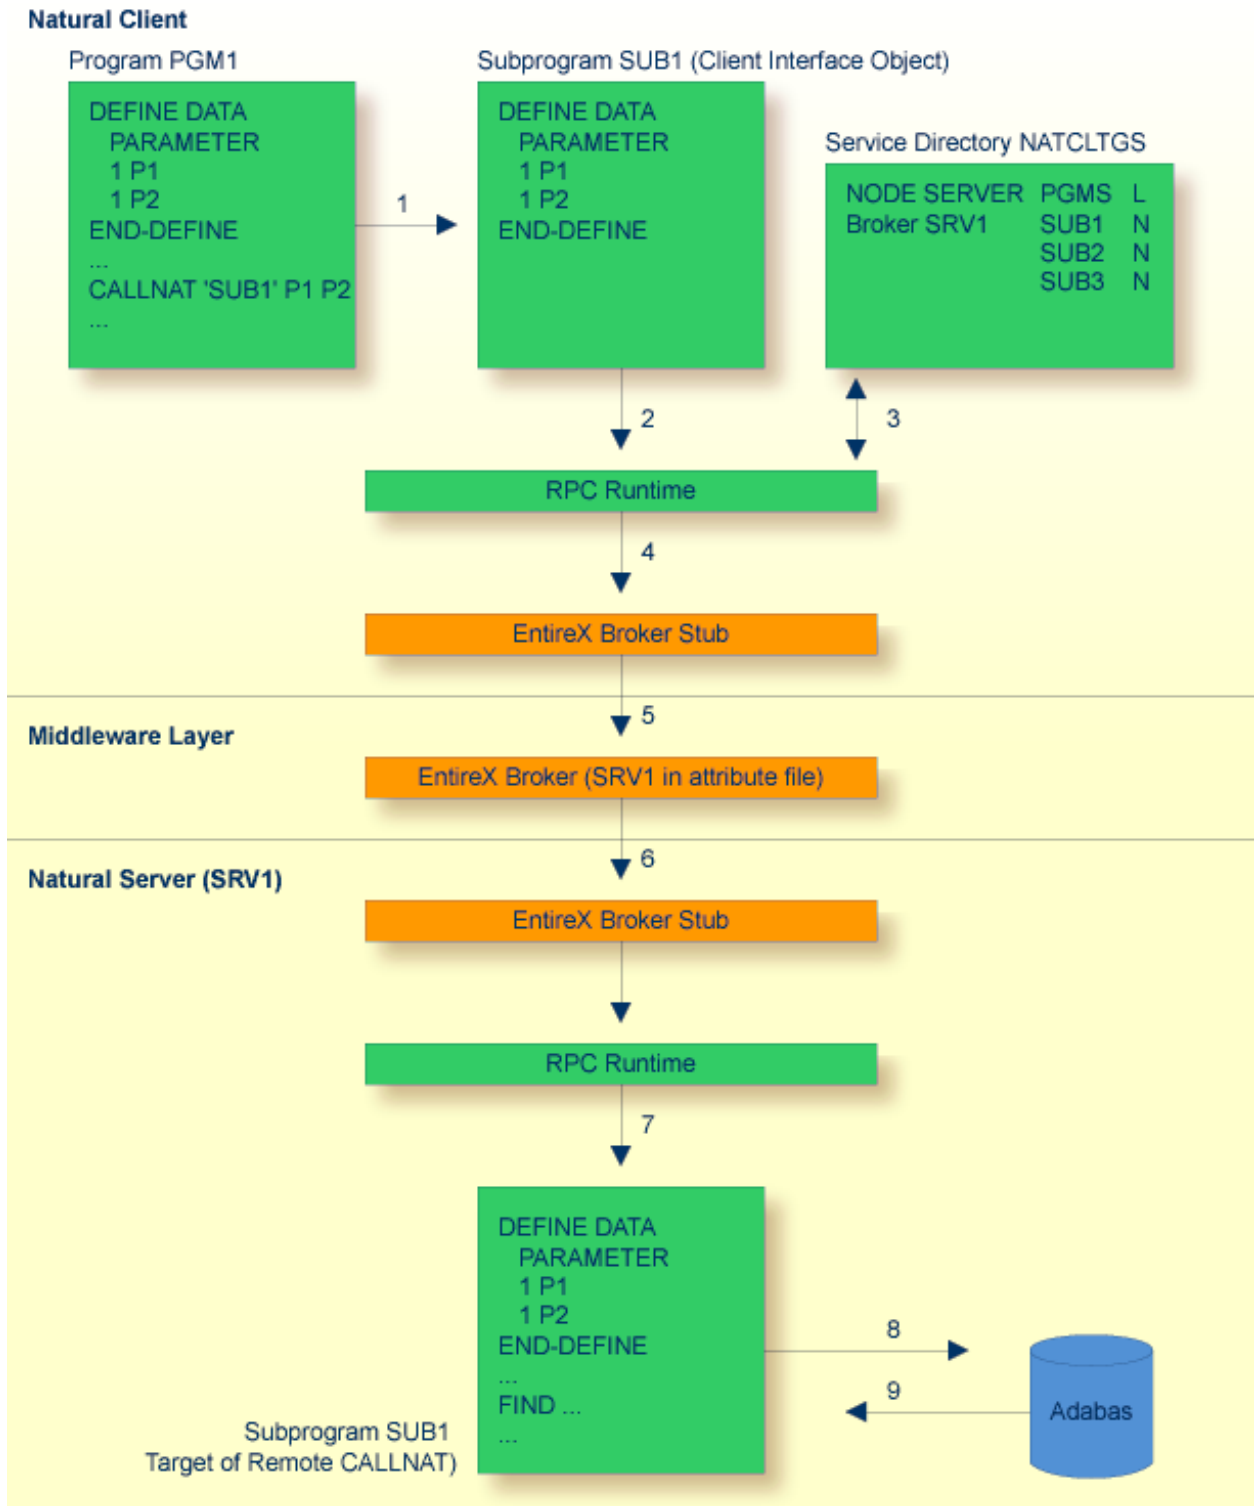 Natural Client
Program PGM1
Subprogram SUB1 (Client Interface Object)
DEFINE DATA
PARAMETER
1 P1
1 P2
END-DEFINE
...
CALLNAT 'SUB1' P1 P2
...
1
DEFINE DATA
PARAMETER
1 P1
1 P2
END-DEFINE
Service Directory NATCLTGS
NODE SERVER PGMS L
Broker SRV1 SUB1 N
SUB2 N
SUB3 N
2
3
RPC Runtime
4
EntireX Broker Stub
5
Middleware Layer
EntireX Broker (SRV1 in attribute file)
6
Natural Server (SRV1)
EntireX Broker Stub
RPC Runtime
7
DEFINE DATA
PARAMETER
1 P1
1 P2
END-DEFINE
...
FIND ...
...
8
9
Adabas
Subprogram SUB1
Target of Remote CALLNAT)